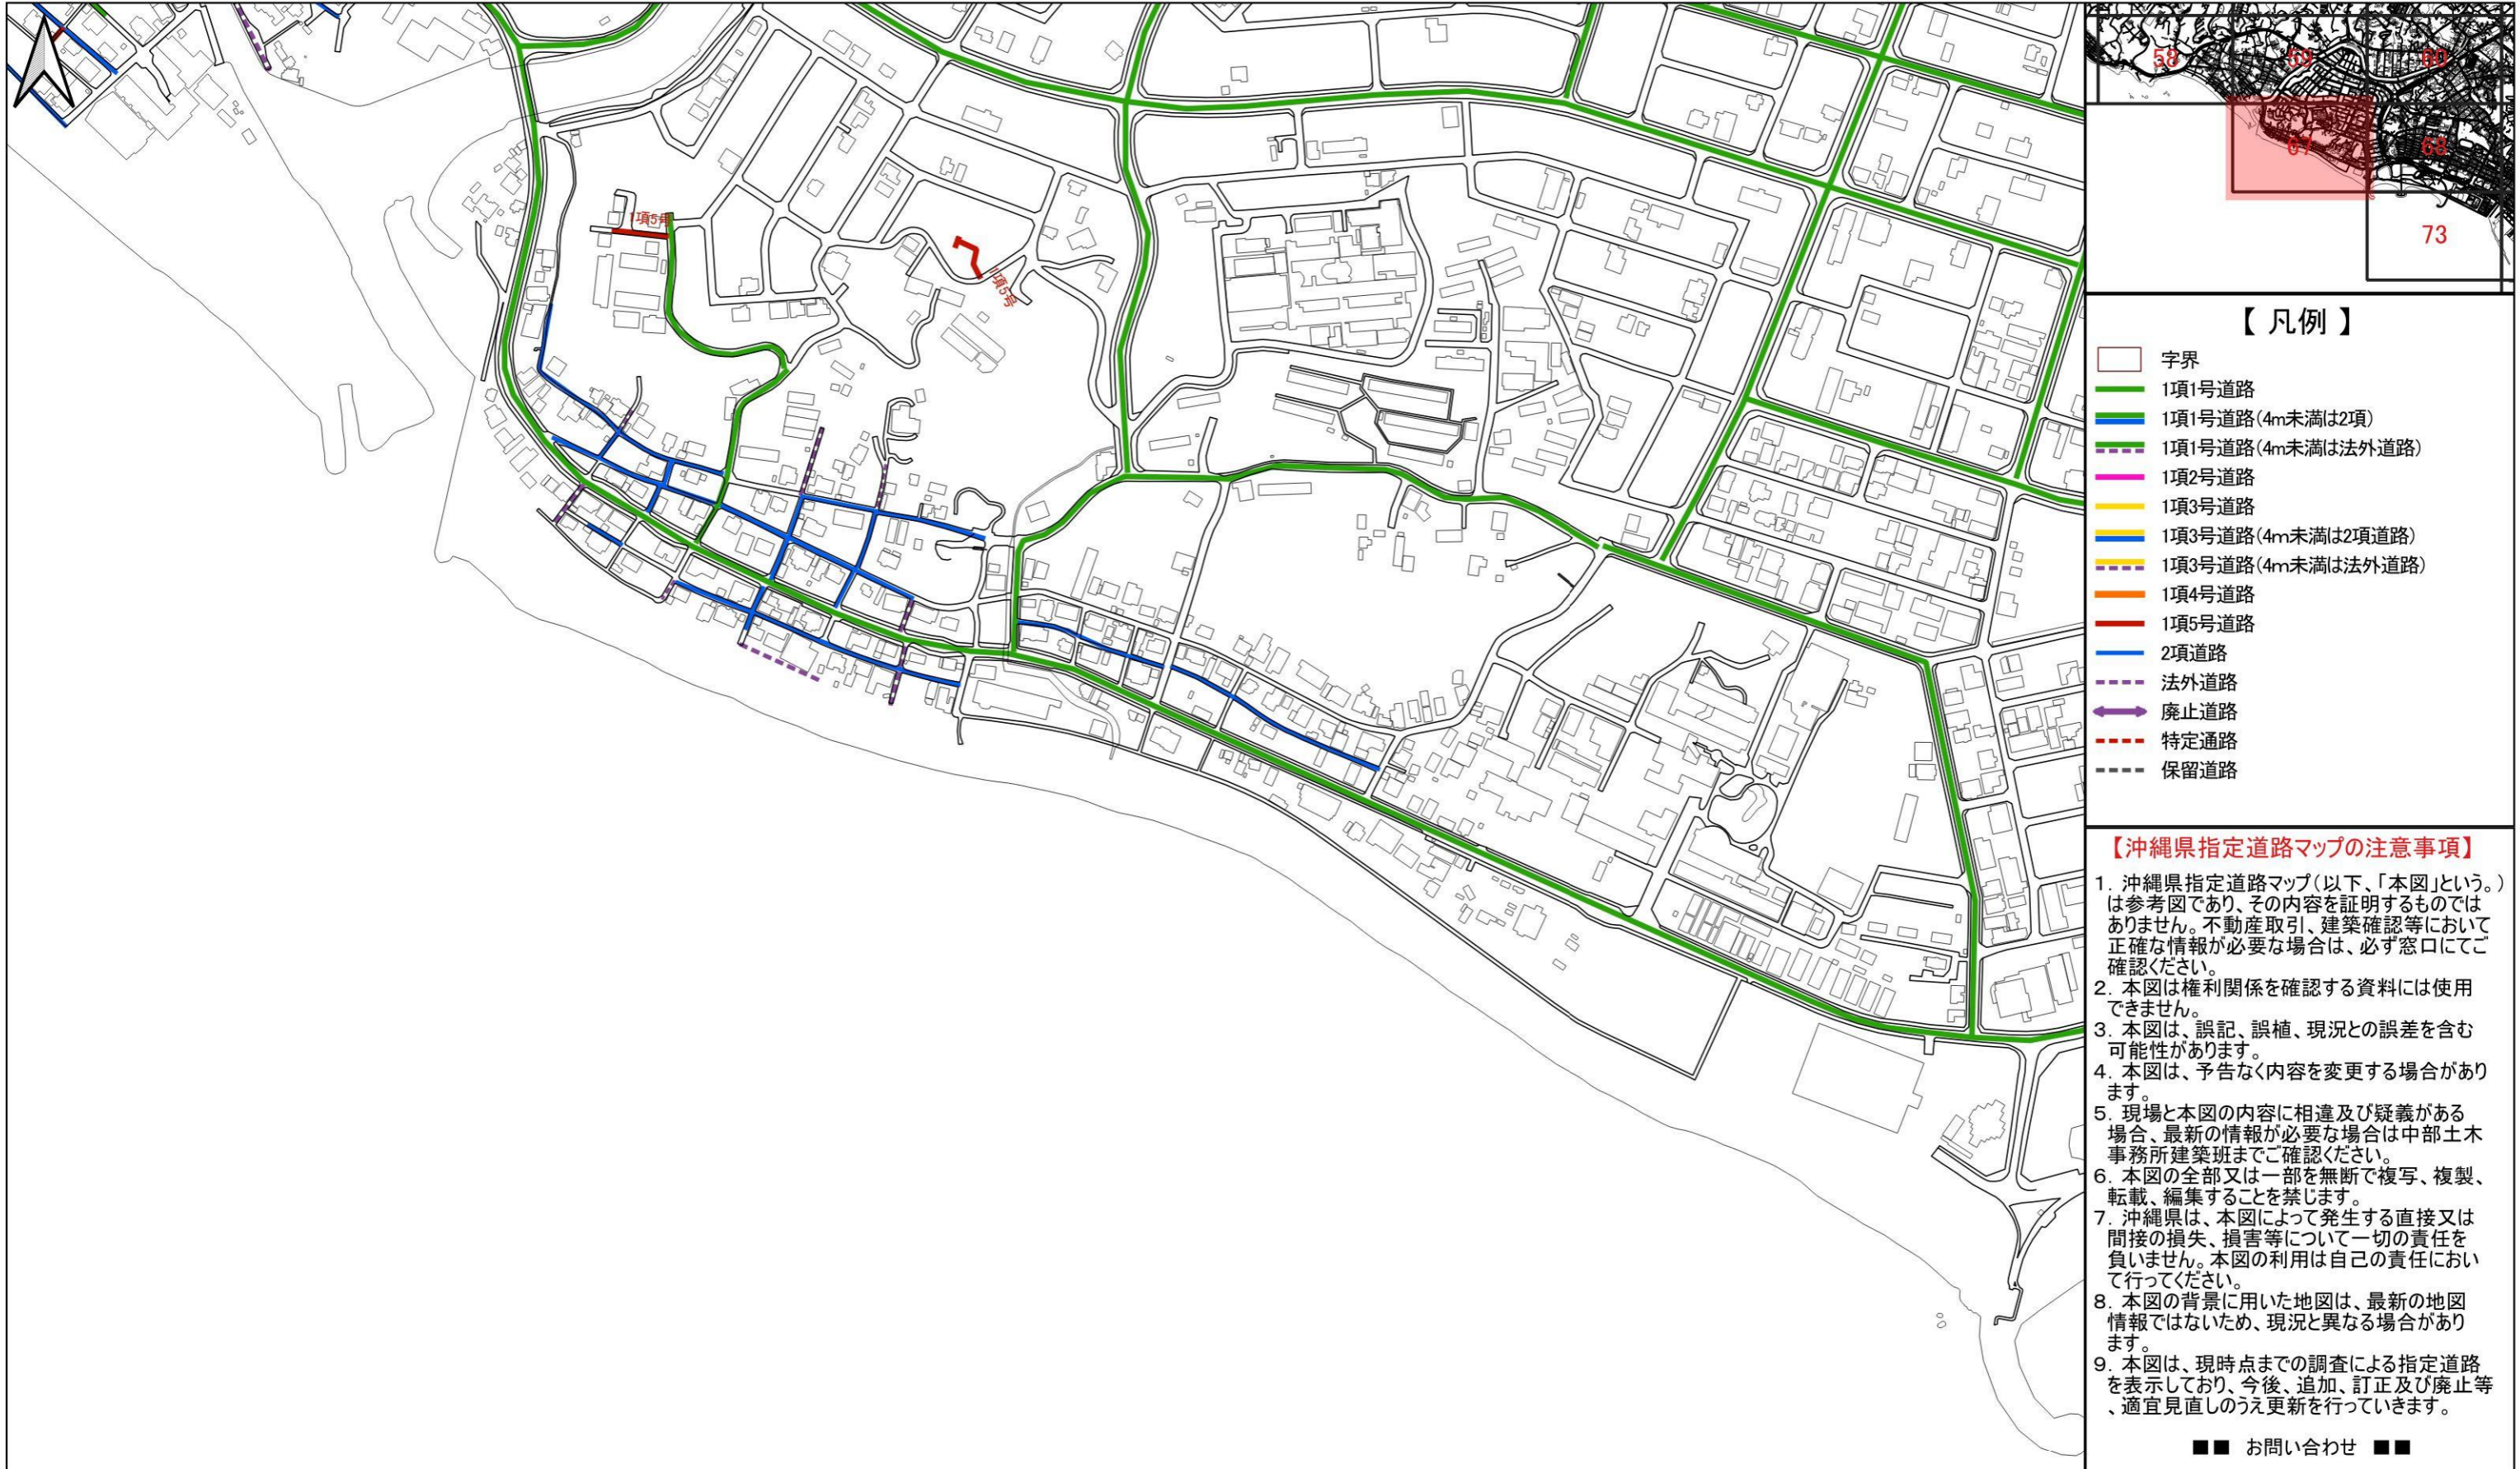 1項5号
1項5号
58
59
60
67
68
73
【 凡例 】
字界
1項1号道路
1項1号道路(4m未満は2項)
1項1号道路(4m未満は法外道路)
1項2号道路
1項3号道路
1項3号道路(4m未満は2項道路)
1項3号道路(4m未満は法外道路)
1項4号道路
1項5号道路
2項道路
法外道路
廃止道路
特定通路
保留道路
【沖縄県指定道路マップの注意事項】
1. 沖縄県指定道路マップ(以下、「本図」という。)
は参考図であり、その内容を証明するものでは
ありません。不動産取引、建築確認等において
正確な情報が必要な場合は、必ず窓口にてご
確認ください。
2. 本図は権利関係を確認する資料には使用
できません。
3. 本図は、誤記、誤植、現況との誤差を含む
可能性があります。
4. 本図は、予告なく内容を変更する場合があり
ます。
5. 現場と本図の内容に相違及び疑義がある
場合、最新の情報が必要な場合は中部土木
事務所建築班までご確認ください。
6. 本図の全部又は一部を無断で複写、複製、
転載、編集することを禁じます。
7. 沖縄県は、本図によって発生する直接又は
間接の損失、損害等について一切の責任を
負いません。本図の利用は自己の責任におい
て行ってください。
8. 本図の背景に用いた地図は、最新の地図
情報ではないため、現況と異なる場合があり
ます。
9. 本図は、現時点までの調査による指定道路
を表示しており、今後、追加、訂正及び廃止等
、適宜見直しのうえ更新を行っていきます。
■■ お問い合わせ ■■